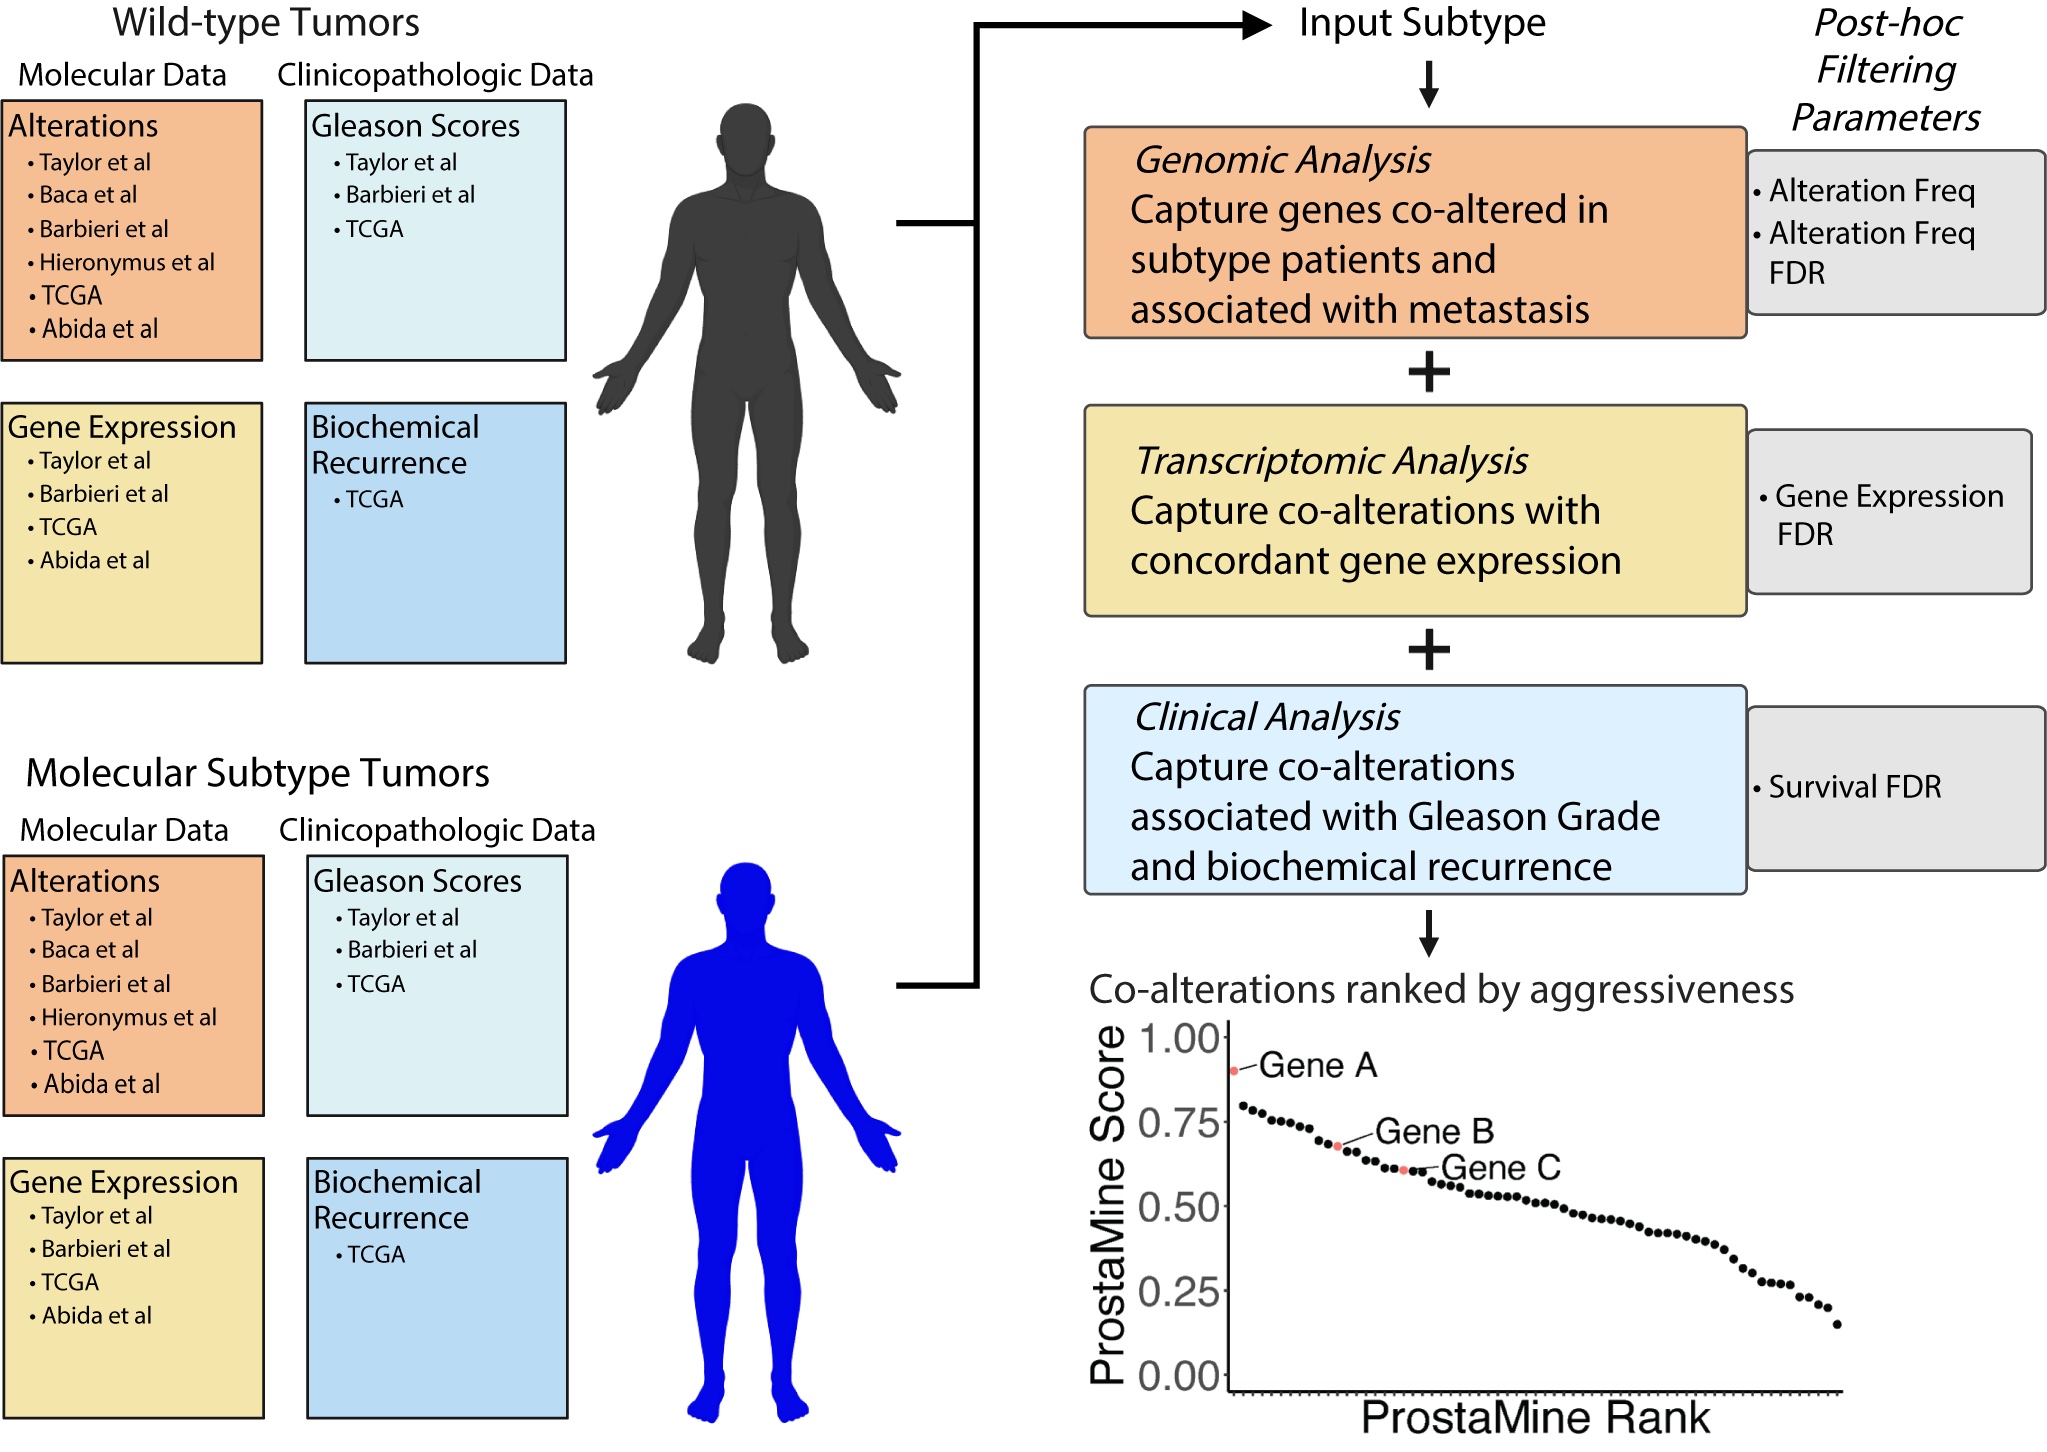 Wild-type Tumors
Molecular Data
Clinicopathologic Data
Alterations
• Taylor et al
• Baca et al
• Barbieri et al
• Hieronymus et al
• TCGA
• Abida et al
Gleason Scores
• Taylor et al
• Barbieri et al
• TCGA
Gene Expression
• Taylor et al
• Barbieri et al
• TCGA
• Abida et al
Biochemical
Recurrence
• TCGA
Molecular Subtype Tumors
Molecular Data
Clinicopathologic Data
Alterations
• Taylor et al
• Baca et al
• Barbieri et al
• Hieronymus et al
• TCGA
• Abida et al
Gleason Scores
• Taylor et al
• Barbieri et al
• TCGA
Gene Expression
• Taylor et al
• Barbieri et al
• TCGA
• Abida et al
Biochemical
Recurrence
• TCGA
Input Subtype
Post-hoc
Filtering
Parameters
Genomic Analysis
Capture genes co-altered in
subtype patients and
associated with metastasis
• Alteration Freq
• Alteration Freq
FDR
+
Transcriptomic Analysis
Capture co-alterations with
concordant gene expression
• Gene Expression
FDR
+
Clinical Analysis
Capture co-alterations
associated with Gleason Grade
and biochemical recurrence
• Survival FDR
Co-alterations ranked by aggressiveness
ProstaMine Score
1.00
0.75
0.50
0.25
0.00
Gene A
Gene B
Gene C
ProstaMine Rank